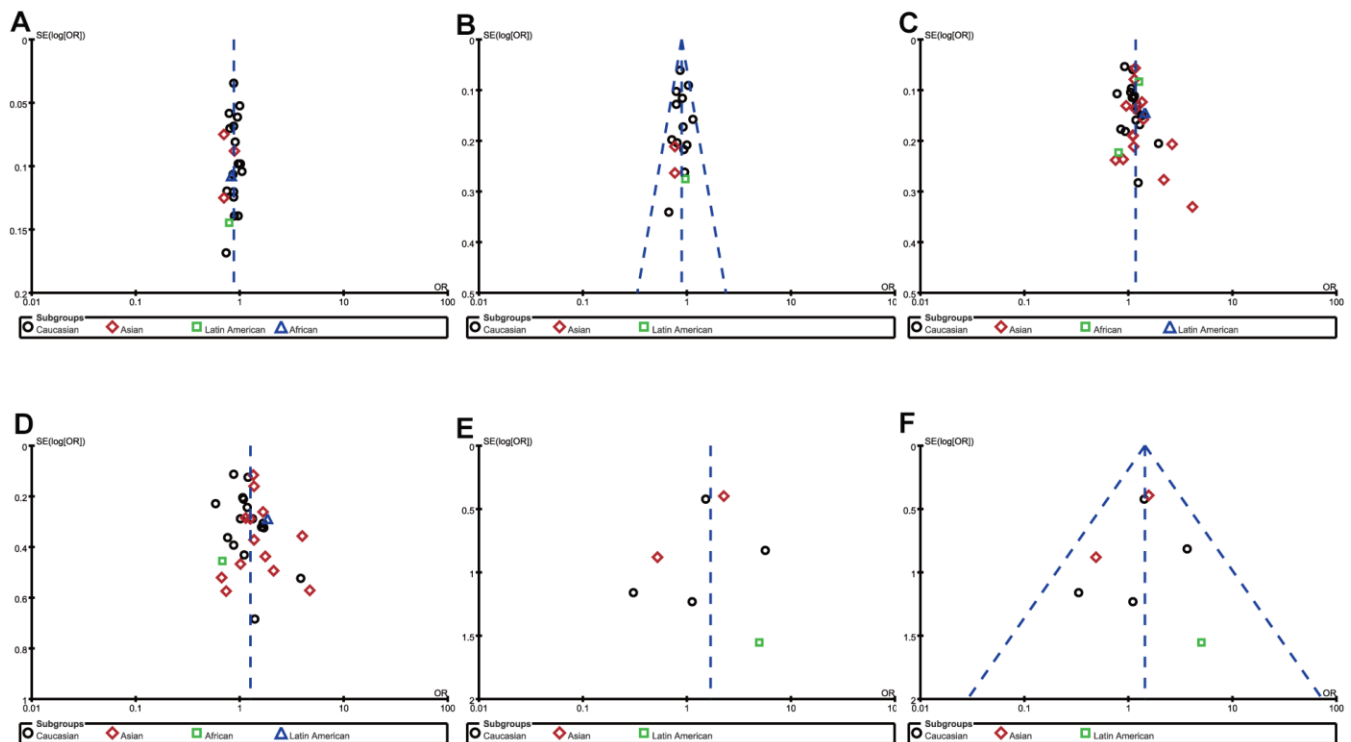 A
SE(log[OR])
0
0.05
0.1
0.15
0.2
0.01
0.1
1
10
100
OR
Subgroups
Caucasian Asian Latin American African
B
SE(log[OR])
0
0.1
0.2
0.3
0.4
0.5
0.01
0.1
1
10
OR
Subgroups
Caucasian Asian Latin American
C
SE(log[OR])
0
0.1
0.2
0.3
0.4
0.5
0.01
0.1
1
10
100
OR
Subgroups
Caucasian Asian African Latin American
D
SE(log[OR])
0
0.2
0.4
0.6
0.8
1
0.01
0.1
1
10
100
OR
Subgroups
Caucasian Asian African Latin American
E
SE(log[OR])
0
0.5
1
1.5
2
0.01
0.1
1
10
OR
Subgroups
Caucasian Asian Latin American
F
SE(log[OR])
0
0.5
1
1.5
2
0.01
0.1
1
10
100
OR
Subgroups
Caucasian Asian Latin American